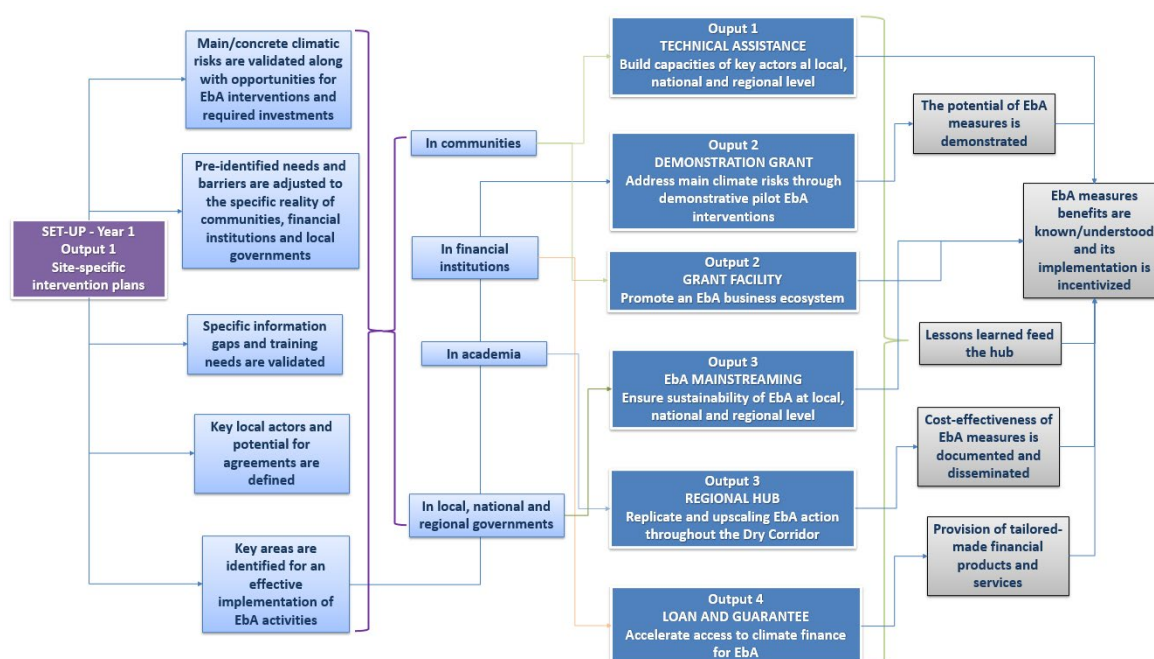 SET-UP - Year 1
Output 1
Site-specific
intervention plans
Main/concrete climatic
risks are validated along
with opportunities for
EbA interventions and
required investments
Pre-identified needs and
barriers are adjusted to
the specific reality of
communities, financial
institutions and local
governments
Specific information
gaps and training
needs are validated
Key local actors and
potential for
agreements are
defined
Key areas are
identified for an
effective
implementation of
EbA activities
In communities
In financial
institutions
In academia
In local, national and
regional governments
Ouput 1
TECHNICAL ASSISTANCE
Build capacities of key actors al local,
national and regional level
Ouput 2
DEMONSTRATION GRANT
Address main climate risks through
demonstrative pilot EbA
interventions
Ouput 2
GRANT FACILITY
Promote an EbA business ecosystem
Ouput 3
EbA MAINSTREAMING
Ensure sustainability of EbA at local,
national and regional level
Ouput 3
REGIONAL HUB
Replicate and upscaling EbA action
throughout the Dry Corridor
Output 4
LOAN AND GUARANTEE
Accelerate access to climate finance
for EbA
The potential of EbA
measures is
demonstrated
Lessons learned feed
the hub
Cost-effectiveness of
EbA measures is
documented and
disseminated
Provision of tailored-
made financial
products and
services
EbA measures
benefits are
known/understood
and its
implementation is
incentivized